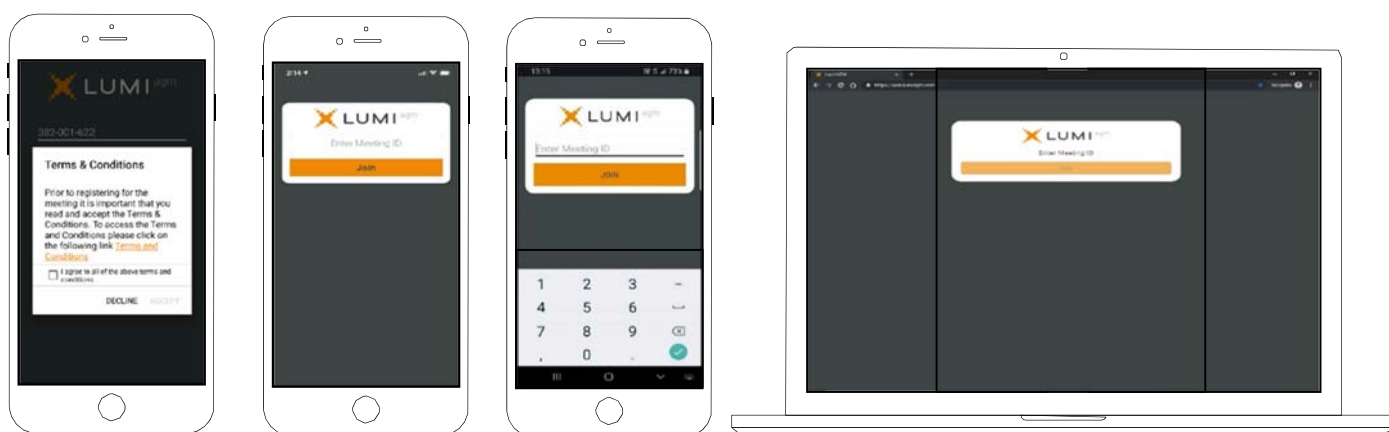 LUMI agm
382-001-622
Terms & Conditions
Prior to registering for the
meeting it is important that you
read and accept the Terms &
Conditions. To access the Terms
and Conditions please click on
the following link Terms and
Conditions
I agree to all of the above terms and
conditions
DECLINE ACCEPT
2:14
LUMI agm
Enter Meeting ID
Join
13:15
73%
LUMI agm
Enter Meeting ID
JOIN
1 2 3 -
4 5 6
7 8 9
, 0 .
LUMI agm
Enter Meeting ID